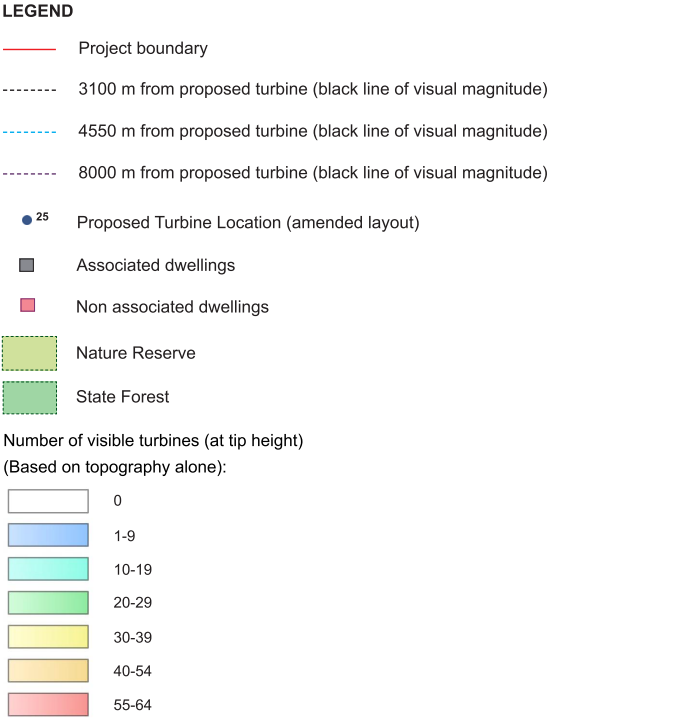 LEGEND
Project boundary
3100 m from proposed turbine (black line of visual magnitude)
4550 m from proposed turbine (black line of visual magnitude)
8000 m from proposed turbine (black line of visual magnitude)
25 Proposed Turbine Location (amended layout)
Associated dwellings
Non associated dwellings
Nature Reserve
State Forest
Number of visible turbines (at tip height)
(Based on topography alone):
0
1-9
10-19
20-29
30-39
40-54
55-64